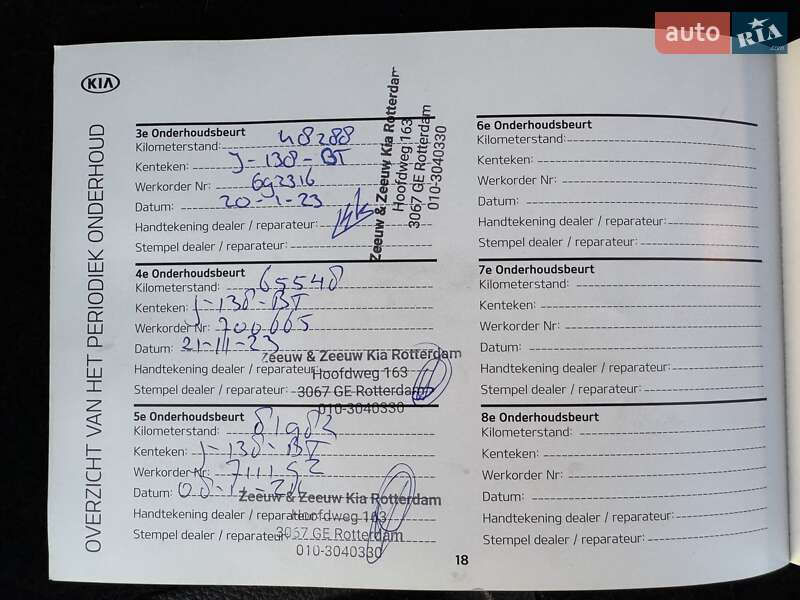 auto RIA .com
KIA
OVERZICHT VAN HET PERIODIEK ONDERHOUD
3e Onderhoudsbeurt
Kilometerstand: 48288
Kenteken: J-138-BT
Werkorder Nr: 692316
Datum: 20-1-23
Handtekening dealer / reparateur:
Stempel dealer / reparateur:
Zeeuw & Zeeuw Kia Rotterdam
Hoofdweg 163
3067 GE Rotterdam
010-3040330
4e Onderhoudsbeurt
Kilometerstand: 65548
Kenteken: J-138-BT
Werkorder Nr: 700665
Datum: 21-11-23
Handtekening dealer / reparateur:
Stempel dealer / reparateur:
Zeeuw & Zeeuw Kia Rotterdam
Hoofdweg 163
3067 GE Rotterdam
010-3040330
5e Onderhoudsbeurt
Kilometerstand: 81982
Kenteken: J-138-BT
Werkorder Nr: 711152
Datum:
Handtekening dealer / reparateur:
Stempel dealer / reparateur:
Zeeuw & Zeeuw Kia Rotterdam
Hoofdweg 163
3067 GE Rotterdam
010-3040330
6e Onderhoudsbeurt
Kilometerstand:
Kenteken:
Werkorder Nr:
Datum:
Handtekening dealer / reparateur:
Stempel dealer / reparateur:
7e Onderhoudsbeurt
Kilometerstand:
Kenteken:
Werkorder Nr:
Datum:
Handtekening dealer / reparateur:
Stempel dealer / reparateur:
8e Onderhoudsbeurt
Kilometerstand:
Kenteken:
Werkorder Nr:
Datum:
Handtekening dealer / reparateur:
Stempel dealer / reparateur:
18